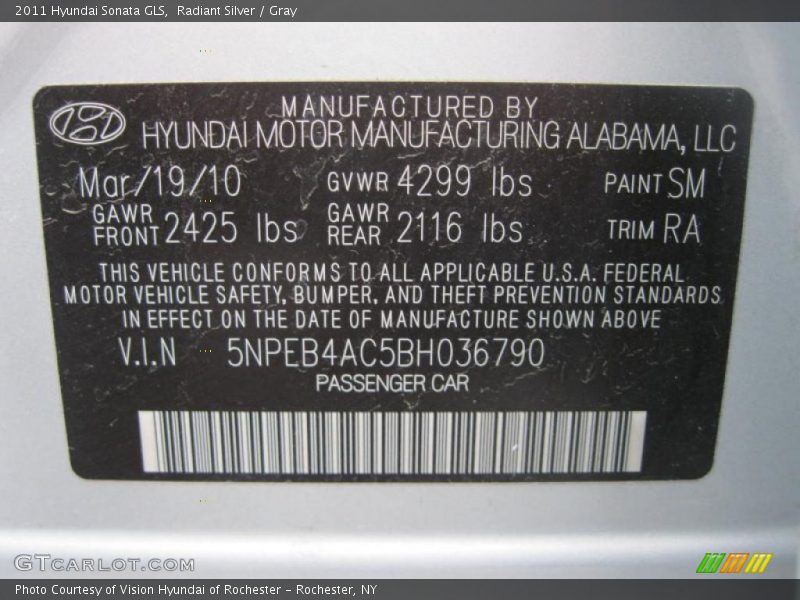 2011 Hyundai Sonata GLS,  Radiant Silver / Gray
MANUFACTURED BY
HYUNDAI MOTOR MANUFACTURING ALABAMA, LLC
Mar/19/10 GVWR 4299 lbs PAINT SM
GAWR FRONT 2425 lbs GAWR REAR 2116 lbs TRIM RA
THIS VEHICLE CONFORMS TO ALL APPLICABLE U.S.A. FEDERAL
MOTOR VEHICLE SAFETY, BUMPER, AND THEFT PREVENTION STANDARDS
IN EFFECT ON THE DATE OF MANUFACTURE SHOWN ABOVE
V.I.N 5NPEB4AC5BH036790
PASSENGER CAR
GTCARLOT.COM
Photo Courtesy of Vision Hyundai of Rochester - Rochester, NY